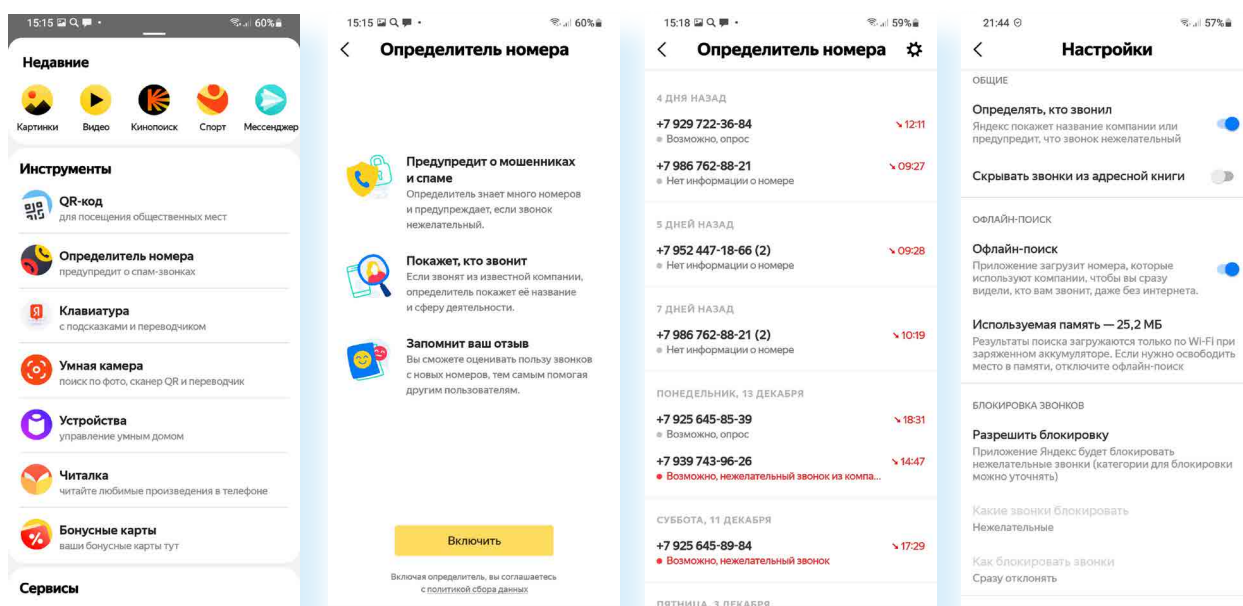 15:15
60%
Недавние
Картинки Видео Кинопоиск Спорт Мессенджер
Инструменты
QR-код
для посещения общественных мест
Определитель номера
предупредит о спам-звонках
Клавиатура
с подсказками и переводчиком
Умная камера
поиск по фото, сканер QR и переводчик
Устройства
управление умным домом
Читалка
читайте любимые произведения в телефоне
Бонусные карты
ваши бонусные карты тут
Сервисы
15:15
60%
Определитель номера
Предупредит о мошенниках
и спаме
Определитель знает много номеров
и предупреждает, если звонок
нежелательный.
Покажет, кто звонит
Если звонят из известной компании,
определитель покажет её название
и сферу деятельности.
Запомнит ваш отзыв
Вы сможете оценивать пользу звонков
с новых номеров, тем самым помогая
другим пользователям.
Включить
Включая определитель, вы соглашаетесь
с политикой сбора данных
15:18
59%
Определитель номера
4 ДНЯ НАЗАД
+7 929 722-36-84 12:11
Возможно, опрос
+7 986 762-88-21 09:27
Нет информации о номере
5 ДНЕЙ НАЗАД
+7 952 447-18-66 (2) 09:28
Нет информации о номере
7 ДНЕЙ НАЗАД
+7 986 762-88-21 (2) 10:19
Нет информации о номере
ПОНЕДЕЛЬНИК, 13 ДЕКАБРЯ
+7 925 645-85-39 18:31
Возможно, опрос
+7 939 743-96-26 14:47
Возможно, нежелательный звонок из компа...
СУББОТА, 11 ДЕКАБРЯ
+7 925 645-89-84 17:29
Возможно, нежелательный звонок
ПЯТНИЦА, 3 ДЕКАБРЯ
21:44
57%
Настройки
ОБЩИЕ
Определять, кто звонил
Яндекс покажет название компании или
предупредит, что звонок нежелательный
Скрывать звонки из адресной книги
ОФЛАЙН-ПОИСК
Офлайн-поиск
Приложение загрузит номера, которые
используют компании, чтобы вы сразу
видели, кто вам звонит, даже без интернета.
Используемая память — 25,2 МБ
Результаты поиска загружаются только по Wi-Fi при
заряженном аккумуляторе. Если нужно освободить
место в памяти, отключите офлайн-поиск
БЛОКИРОВКА ЗВОНКОВ
Разрешить блокировку
Приложение Яндекс будет блокировать
нежелательные звонки (категории для блокировки
можно уточнять)
Какие звонки блокировать
Нежелательные
Как блокировать звонки
Сразу отклонять